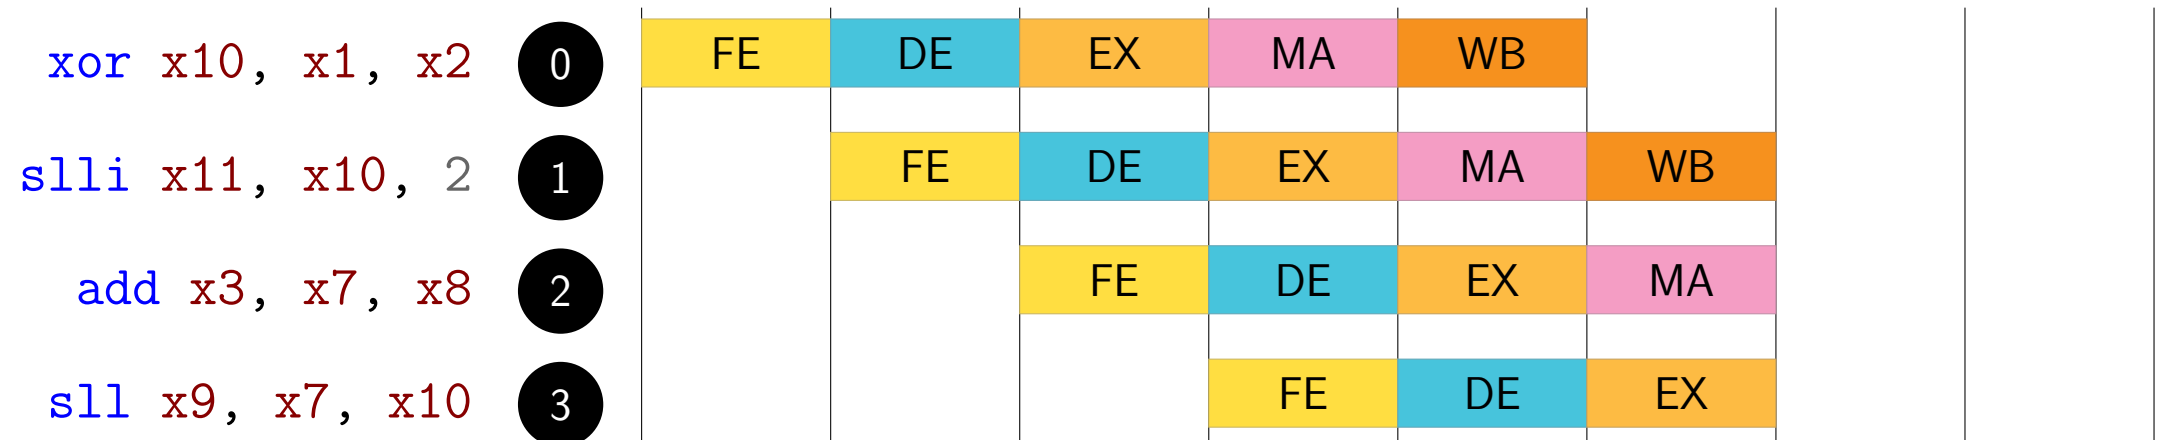 xor x10, x1, x2 0 FE DE EX MA WB
slli x11, x10, 2 1 FE DE EX MA WB
add x3, x7, x8 2 FE DE EX MA
sll x9, x7, x10 3 FE DE EX